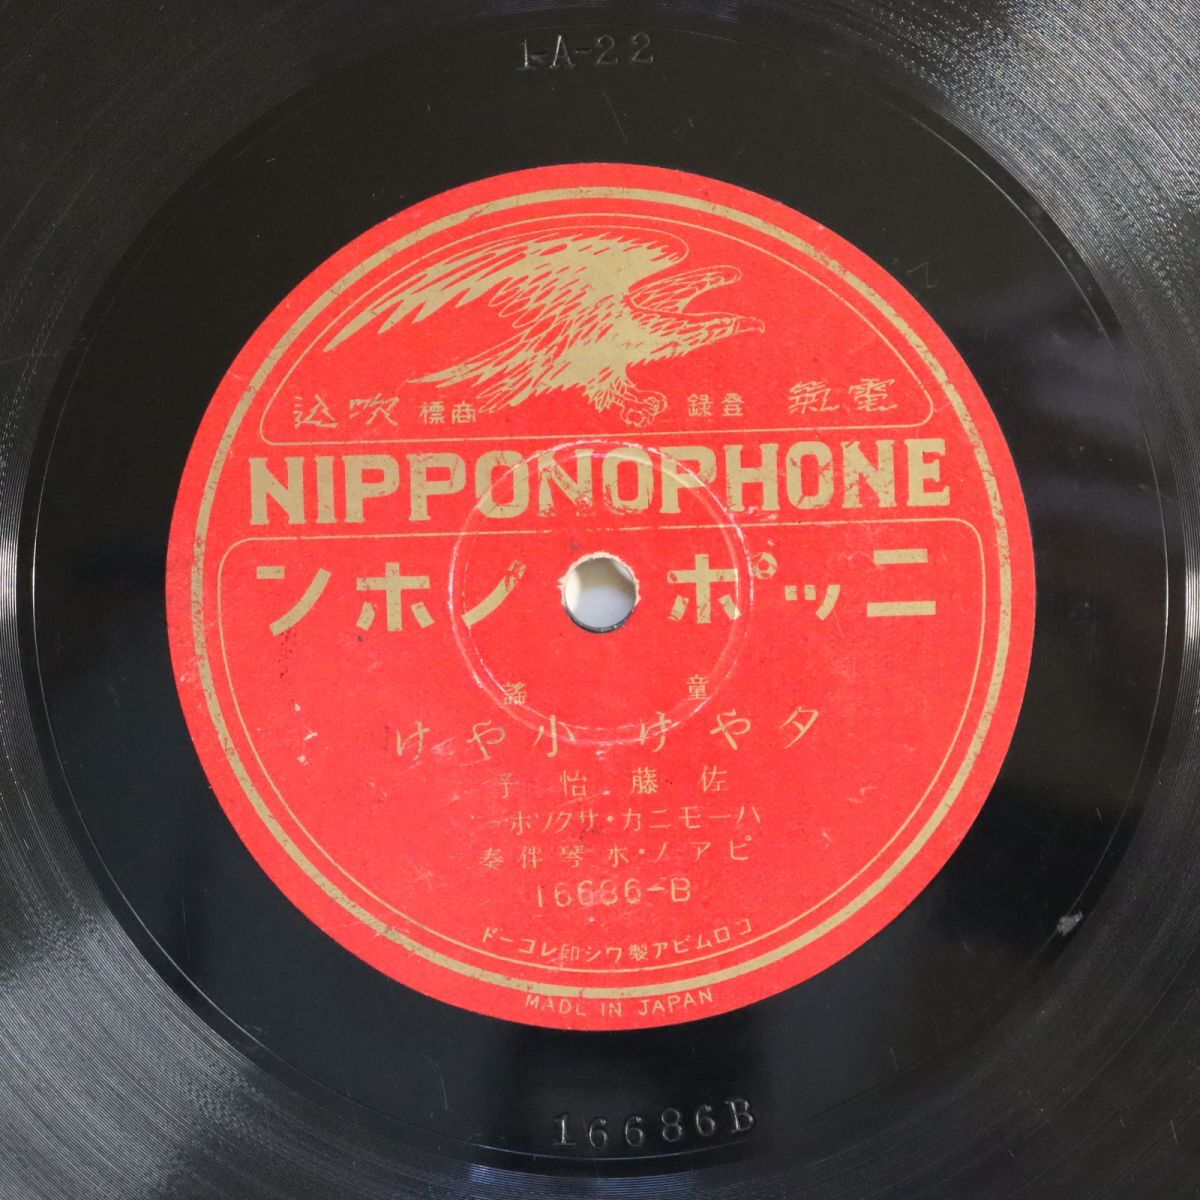 1-A-22
電氣 登録 商標 吹込
NIPPONOPHONE
ニッポノホン
童謠
夕やけ小やけ
佐藤怡子
ハーモニカ・サクソホー
ピアノ・木琴伴奏
16686-B
コロムビア製ワシ印レコード
MADE IN JAPAN
16686B